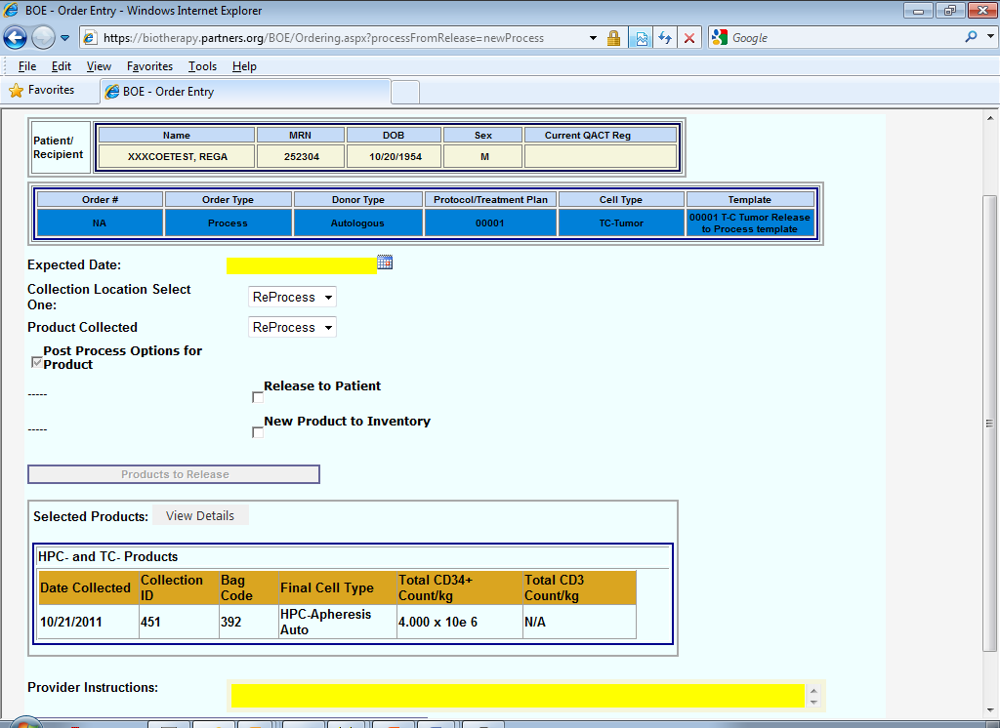 BOE - Order Entry - Windows Internet Explorer
https://biotherapy.partners.org/BOE/Ordering.aspx?processFromRelease=newProcess
Google
File Edit View Favorites Tools Help
Favorites
BOE - Order Entry
Patient/
Recipient
Name MRN DOB Sex Current QACT Reg
XXXCOETEST, REGA 252304 10/20/1954 M
Order # Order Type Donor Type Protocol/Treatment Plan Cell Type Template
NA Process Autologous 00001 TC-Tumor 00001 T-C Tumor Release
to Process template
Expected Date:
Collection Location Select
One:
ReProcess
Product Collected
ReProcess
Post Process Options for
Product
-----
Release to Patient
-----
New Product to Inventory
Products to Release
Selected Products: View Details
HPC- and TC- Products
Date Collected Collection
ID Bag
Code Final Cell Type Total CD34+
Count/kg Total CD3
Count/kg
10/21/2011 451 392 HPC-Apheresis
Auto 4.000 x 10e 6 N/A
Provider Instructions: